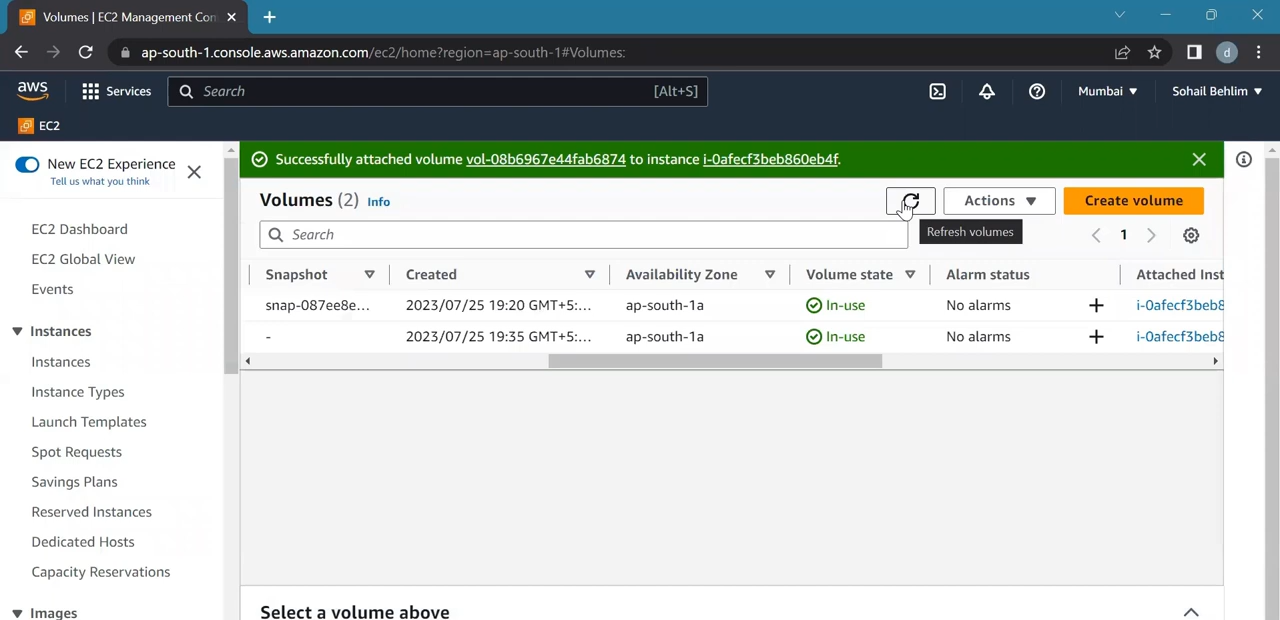 Volumes | EC2 Management Con
ap-south-1.console.aws.amazon.com/ec2/home?region=ap-south-1#Volumes:
d
aws
Services
Search
[Alt+S]
Mumbai
Sohail Behlim
EC2
New EC2 Experience
Tell us what you think
EC2 Dashboard
EC2 Global View
Events
Instances
Instances
Instance Types
Launch Templates
Spot Requests
Savings Plans
Reserved Instances
Dedicated Hosts
Capacity Reservations
Images
Successfully attached volume vol-08b6967e44fab6874 to instance i-0afecf3beb860eb4f.
Volumes (2) Info
Actions
Create volume
Search
Refresh volumes
1
Snapshot Created Availability Zone Volume state Alarm status Attached Inst
snap-087ee8e... 2023/07/25 19:20 GMT+5:... ap-south-1a In-use No alarms + i-0afecf3beb8
- 2023/07/25 19:35 GMT+5:... ap-south-1a In-use No alarms + i-0afecf3beb8
Select a volume above